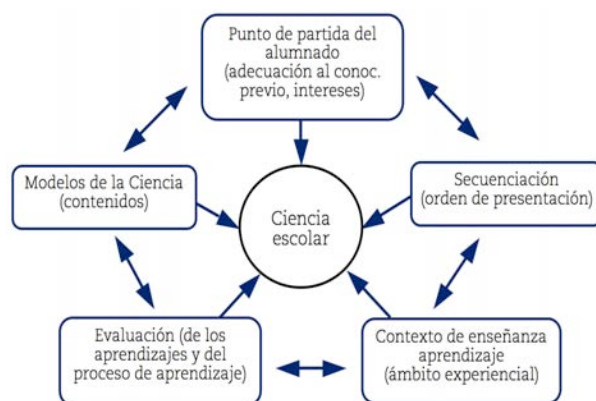 Punto de partida del
alumnado
(adecuación al conoc.
previo, intereses)
Modelos de la Ciencia
(contenidos)
Ciencia
escolar
Secuenciación
(orden de presentación)
Evaluación (de los
aprendizajes y del
proceso de aprendizaje)
Contexto de enseñanza
aprendizaje
(ámbito experiencial)